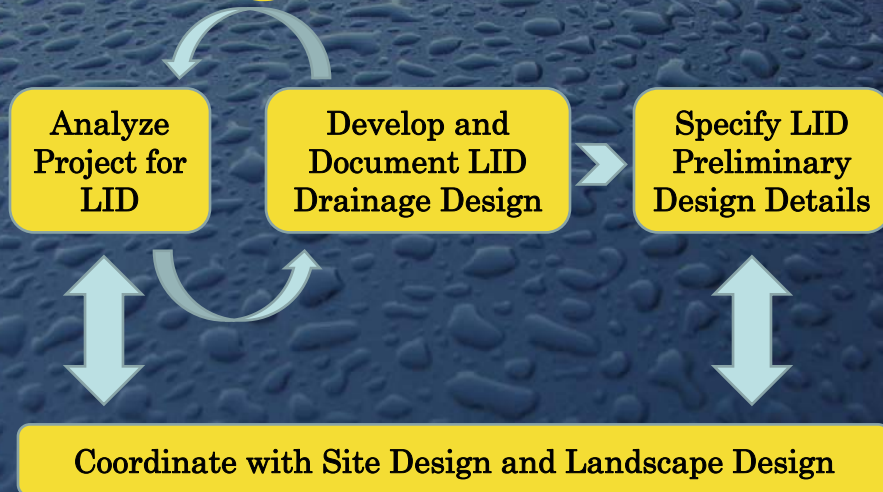 Analyze
Project for
LID
Develop and
Document LID
Drainage Design
Specify LID
Preliminary
Design Details
Coordinate with Site Design and Landscape Design